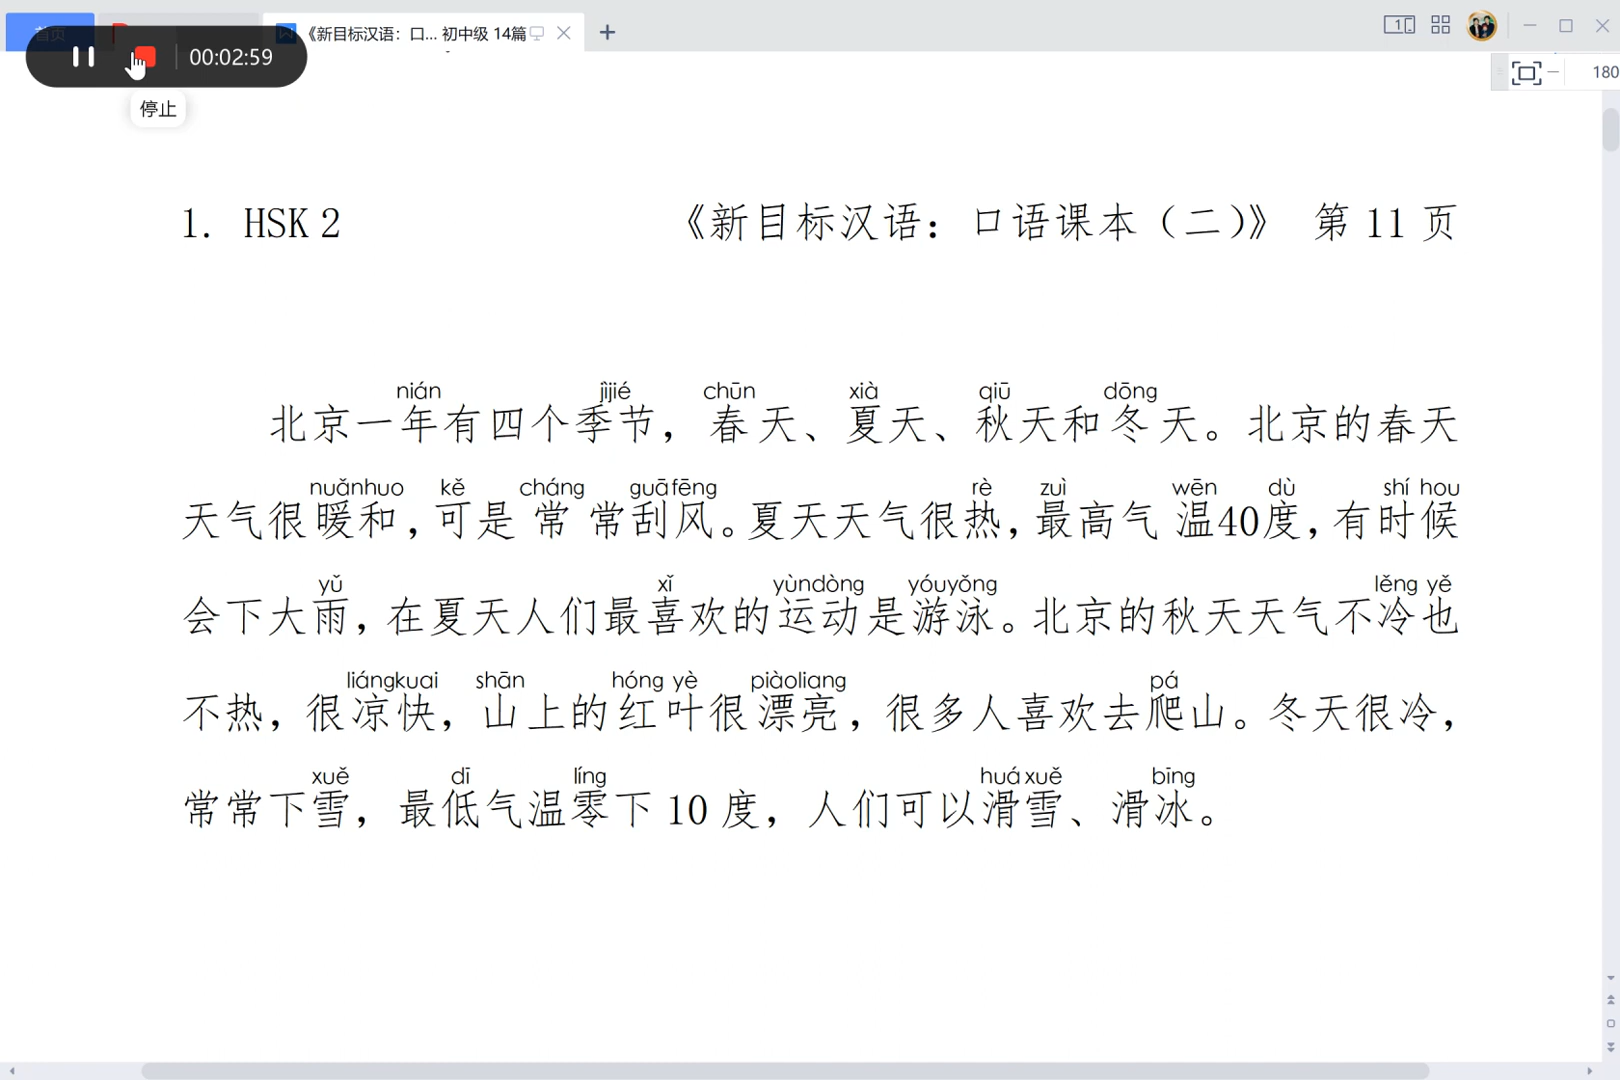 首页
《新目标汉语：口... 初中级 14篇
00:02:59
停止
180
1. HSK 2 《新目标汉语：口语课本（二）》 第 11 页
nián jìjié chūn xià qiū dōng
北京一年有四个季节，春天、夏天、秋天和冬天。北京的春天
nuǎnhuo kě cháng guāfēng rè zuì wēn dù shí hou
天气很暖和，可是常常刮风。夏天天气很热，最高气温40度，有时候
yǔ xǐ yùndòng yóuyǒng lěng yě
会下大雨，在夏天人们最喜欢的运动是游泳。北京的秋天天气不冷也
liángkuai shān hóng yè piàoliang pá
不热，很凉快，山上的红叶很漂亮，很多人喜欢去爬山。冬天很冷，
xuě dī líng huá xuě bīng
常常下雪，最低气温零下 10 度，人们可以滑雪、滑冰。